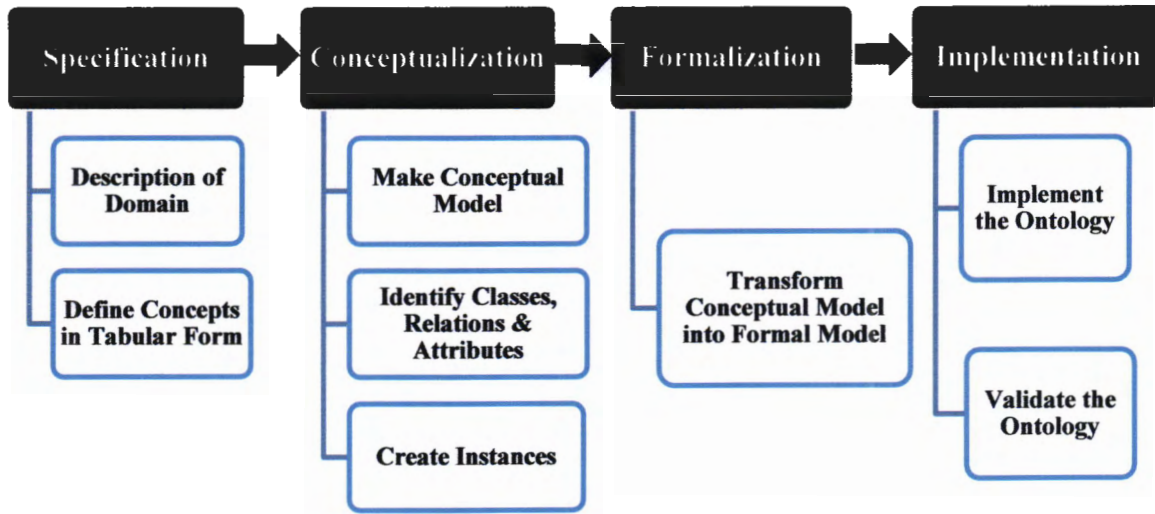 Specification
Conceptualization
Formalization
Implementation
Description of
Domain
Define Concepts
in Tabular Form
Make Conceptual
Model
Identify Classes,
Relations &
Attributes
Create Instances
Transform
Conceptual Model
into Formal Model
Implement
the Ontology
Validate the
Ontology